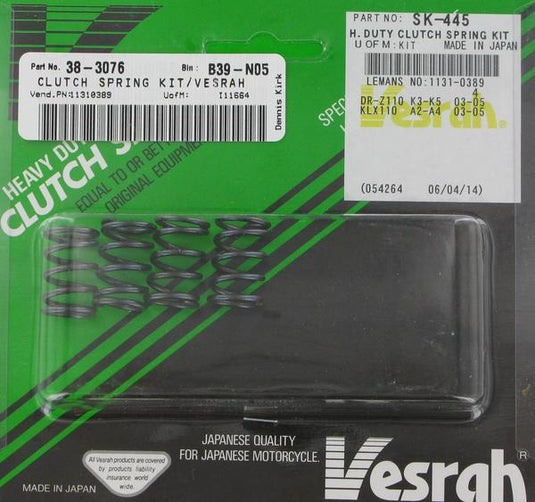 Part No. 38-3076 Bin: B39-N05
CLUTCH SPRING KIT/VESRAH
Vend.PN:11310389 UofM: I11664
Dennis Kirk
PART NO: SK-445
H. DUTY CLUTCH SPRING KIT
U OF M: KIT MADE IN JAPAN
LEMANS NO: 1131-0389
4
DR-Z110 K3-K5 03-05
KLX110 A2-A4 03-05
Vesrah
(054264 06/04/14)
HEAVY DU
CLUTCH S
EQUAL TO OR BE
ORIGINAL EQUIPME
SPEC
JAPANESE QUALITY
FOR JAPANESE MOTORCYCLE.
All Vesrah products are covered
by products liability
insurance world
wide.
MADE IN JAPAN
Vesrah ®